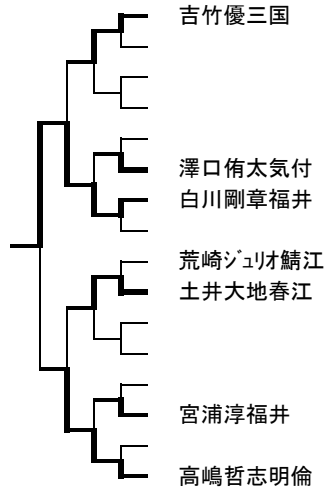 吉竹優三国
澤口侑太気付
白川剛章福井
荒崎ジュリオ鯖江
土井大地春江
宮浦淳福井
高嶋哲志明倫